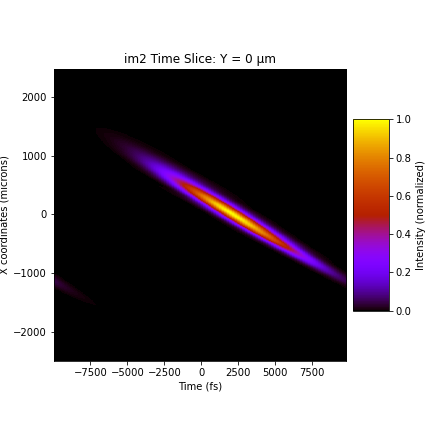 im2 Time Slice: Y = 0 µm
X coordinates (microns)
2000
1000
0
−1000
−2000
−7500 −5000 −2500 0 2500 5000 7500
Time (fs)
1.0
0.8
0.6
0.4
0.2
0.0
Intensity (normalized)